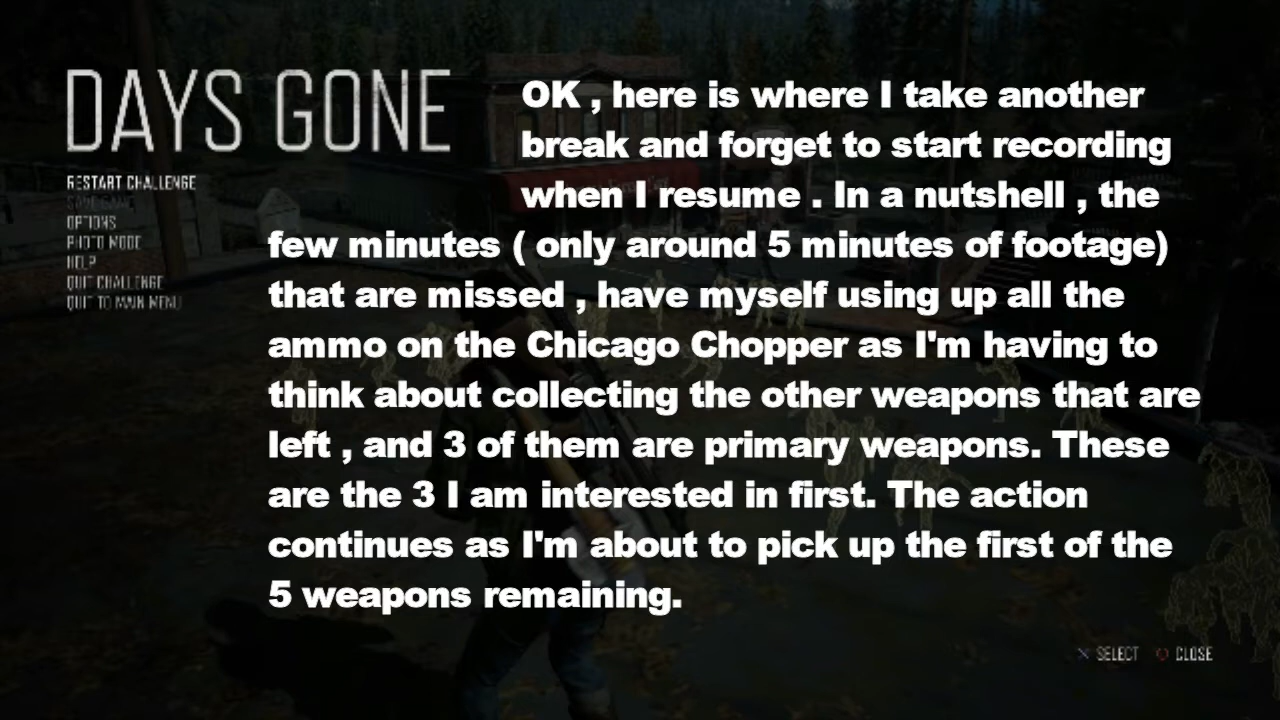 DAYS GONE
RESTART CHALLENGE
SAVE GAME
OPTIONS
PHOTO MODE
HELP
QUIT CHALLENGE
QUIT TO MAIN MENU
OK , here is where I take another
break and forget to start recording
when I resume . In a nutshell , the
few minutes ( only around 5 minutes of footage)
that are missed , have myself using up all the
ammo on the Chicago Chopper as I'm having to
think about collecting the other weapons that are
left , and 3 of them are primary weapons. These
are the 3 I am interested in first. The action
continues as I'm about to pick up the first of the
5 weapons remaining.
SELECT CLOSE